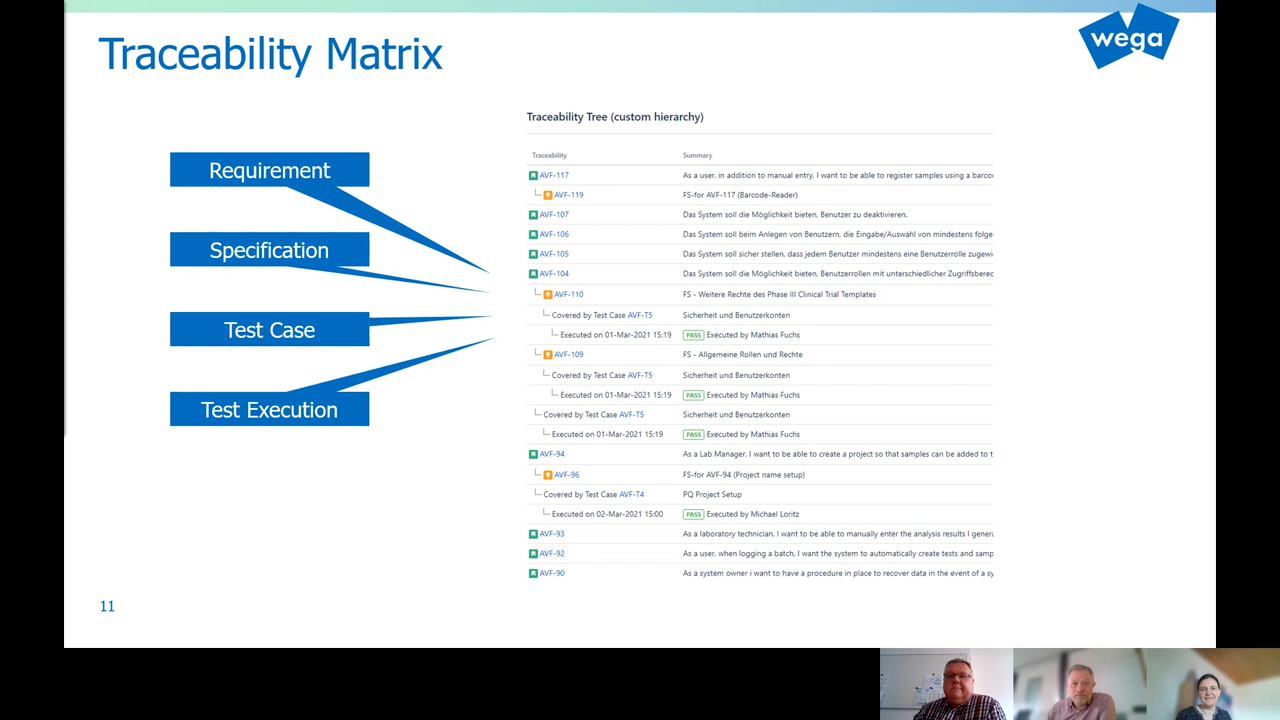 Traceability Matrix
wega
Requirement
Specification
Test Case
Test Execution
Traceability Tree (custom hierarchy)
Traceability Summary
AVF-117 As a user, in addition to manual entry, I want to be able to register samples using a barco
AVF-119 FS-for AVF-117 (Barcode-Reader)
AVF-107 Das System soll die Möglichkeit bieten, Benutzer zu deaktivieren.
AVF-106 Das System soll beim Anlegen von Benutzern, die Eingabe/Auswahl von mindestens folge
AVF-105 Das System soll sicher stellen, dass jedem Benutzer mindestens eine Benutzerrolle zugewi
AVF-104 Das System soll die Möglichkeit bieten, Benutzerrollen mit unterschiedlicher Zugriffsberec
AVF-110 FS - Weitere Rechte des Phase III Clinical Trial Templates
Covered by Test Case AVF-T5 Sicherheit und Benutzerkonten
Executed on 01-Mar-2021 15:19 PASS Executed by Mathias Fuchs
AVF-109 FS - Allgemeine Rollen und Rechte
Covered by Test Case AVF-T5 Sicherheit und Benutzerkonten
Executed on 01-Mar-2021 15:19 PASS Executed by Mathias Fuchs
Covered by Test Case AVF-T5 Sicherheit und Benutzerkonten
Executed on 01-Mar-2021 15:19 PASS Executed by Mathias Fuchs
AVF-94 As a Lab Manager, I want to be able to create a project so that samples can be added to t
AVF-96 FS-for AVF-94 (Project name setup)
Covered by Test Case AVF-T4 PQ Project Setup
Executed on 02-Mar-2021 15:00 PASS Executed by Michael Loritz
AVF-93 As a laboratory technician, I want to be able to manually enter the analysis results I genera
AVF-92 As a user, when logging a batch, I want the system to automatically create tests and samp
AVF-90 As a system owner i want to have a procedure in place to recover data in the event of a sy
11